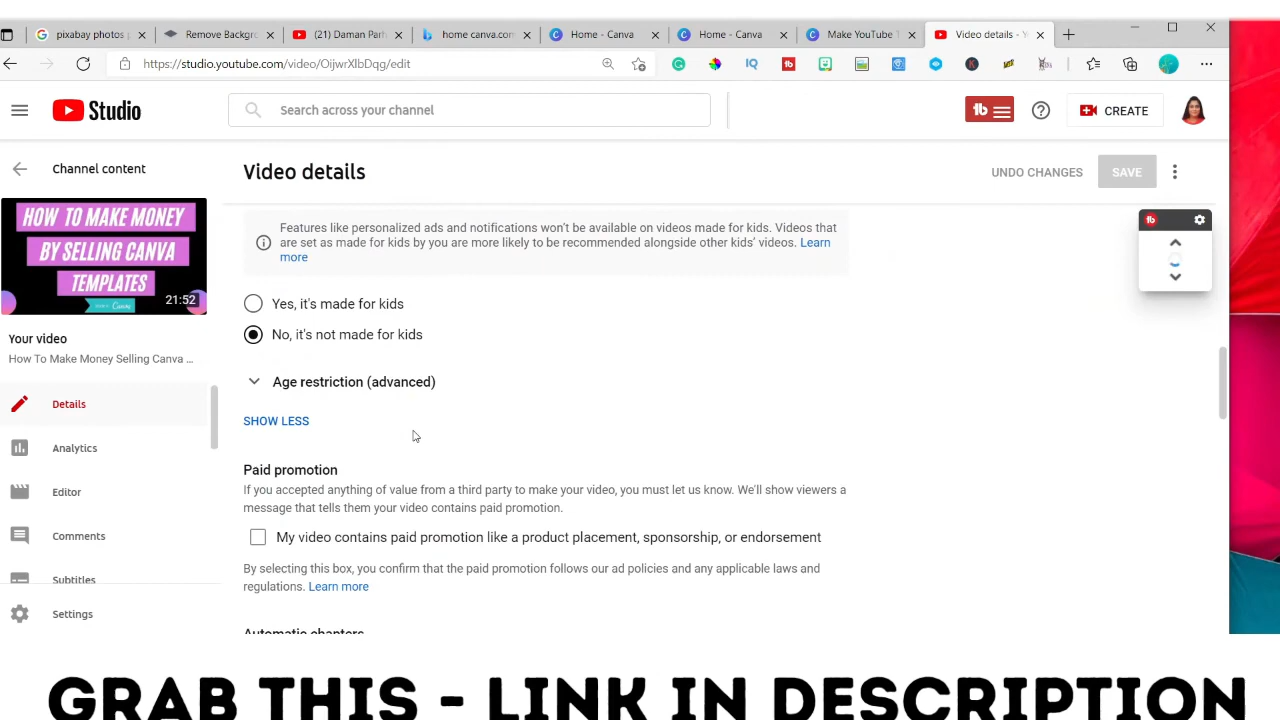 pixabay photos
Remove Backgr
(21) Daman Parh
home canva.com
Home - Canva
Home - Canva
Make YouTube T
Video details - Y
https://studio.youtube.com/video/OijwrXlbDqg/edit
IQ
tb
Studio
Search across your channel
tb
CREATE
Channel content
Video details
UNDO CHANGES
SAVE
HOW TO MAKE MONEY
BY SELLING CANVA
TEMPLATES
21:52
tb
Features like personalized ads and notifications won't be available on videos made for kids. Videos that
are set as made for kids by you are more likely to be recommended alongside other kids' videos. Learn
more
Yes, it's made for kids
No, it's not made for kids
Your video
How To Make Money Selling Canva ...
Age restriction (advanced)
Details
SHOW LESS
Analytics
Paid promotion
If you accepted anything of value from a third party to make your video, you must let us know. We'll show viewers a
message that tells them your video contains paid promotion.
Editor
Comments
My video contains paid promotion like a product placement, sponsorship, or endorsement
By selecting this box, you confirm that the paid promotion follows our ad policies and any applicable laws and
regulations. Learn more
Subtitles
Settings
Automatic chapters
GRAB THIS - LINK IN DESCRIPTION